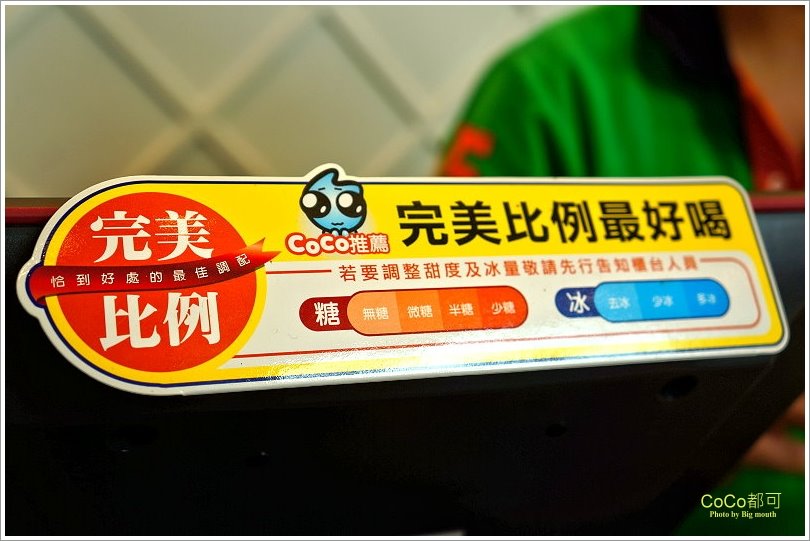 完美
恰到好處的最佳調配
比例
CoCo推薦
完美比例最好喝
若要調整甜度及冰量敬請先行告知櫃台人員
糖 無糖 微糖 半糖 少糖
冰 去冰 少冰 多冰
CoCo都可
Photo by Big mouth